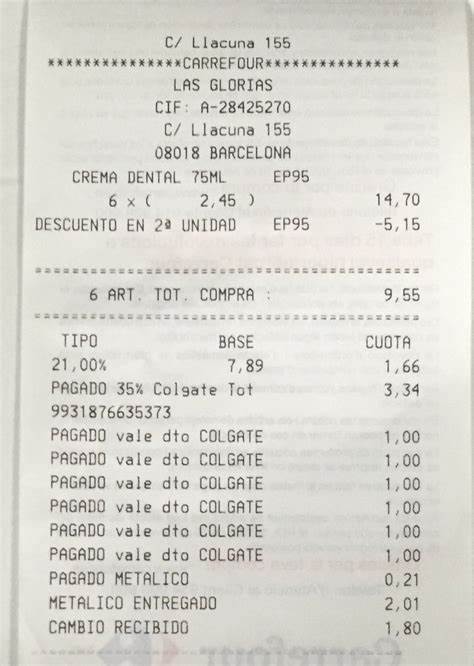 C/ Llacuna 155
***************CARREFOUR***************
LAS GLORIAS
CIF: A-28425270
C/ Llacuna 155
08018 BARCELONA
CREMA DENTAL 75ML EP95
6 x ( 2,45 ) 14,70
DESCUENTO EN 2ª UNIDAD EP95 -5,15
=======================================
6 ART. TOT. COMPRA : 9,55
=======================================
TIPO BASE CUOTA
21,00% 7,89 1,66
PAGADO 35% Colgate Tot 3,34
9931876635373
PAGADO vale dto COLGATE 1,00
PAGADO vale dto COLGATE 1,00
PAGADO vale dto COLGATE 1,00
PAGADO vale dto COLGATE 1,00
PAGADO vale dto COLGATE 1,00
PAGADO vale dto COLGATE 1,00
PAGADO METALICO 0,21
METALICO ENTREGADO 2,01
CAMBIO RECIBIDO 1,80